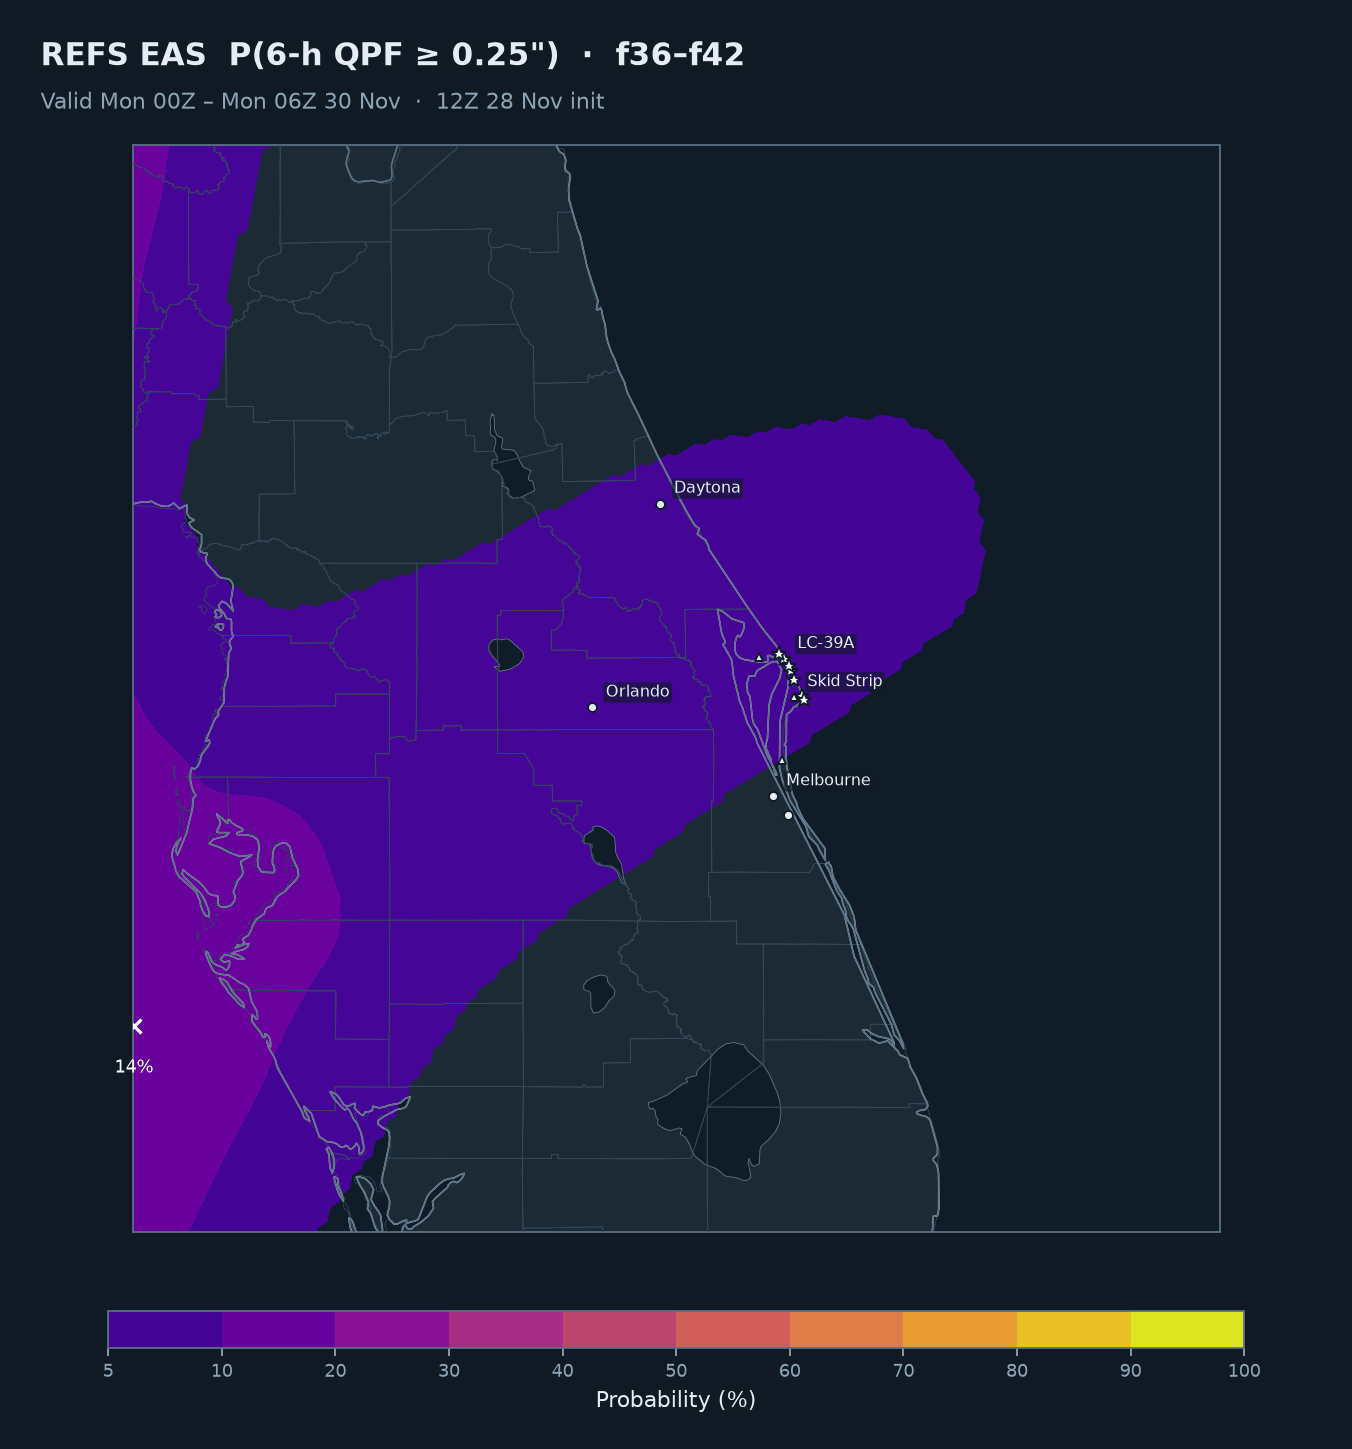 REFS EAS  P(6-h QPF ≥ 0.25")  ·  f36–f42
Valid Mon 00Z – Mon 06Z 30 Nov  ·  12Z 28 Nov init
Daytona
LC-39A
Skid Strip
Orlando
Melbourne
14%
5 10 20 30 40 50 60 70 80 90 100
Probability (%)